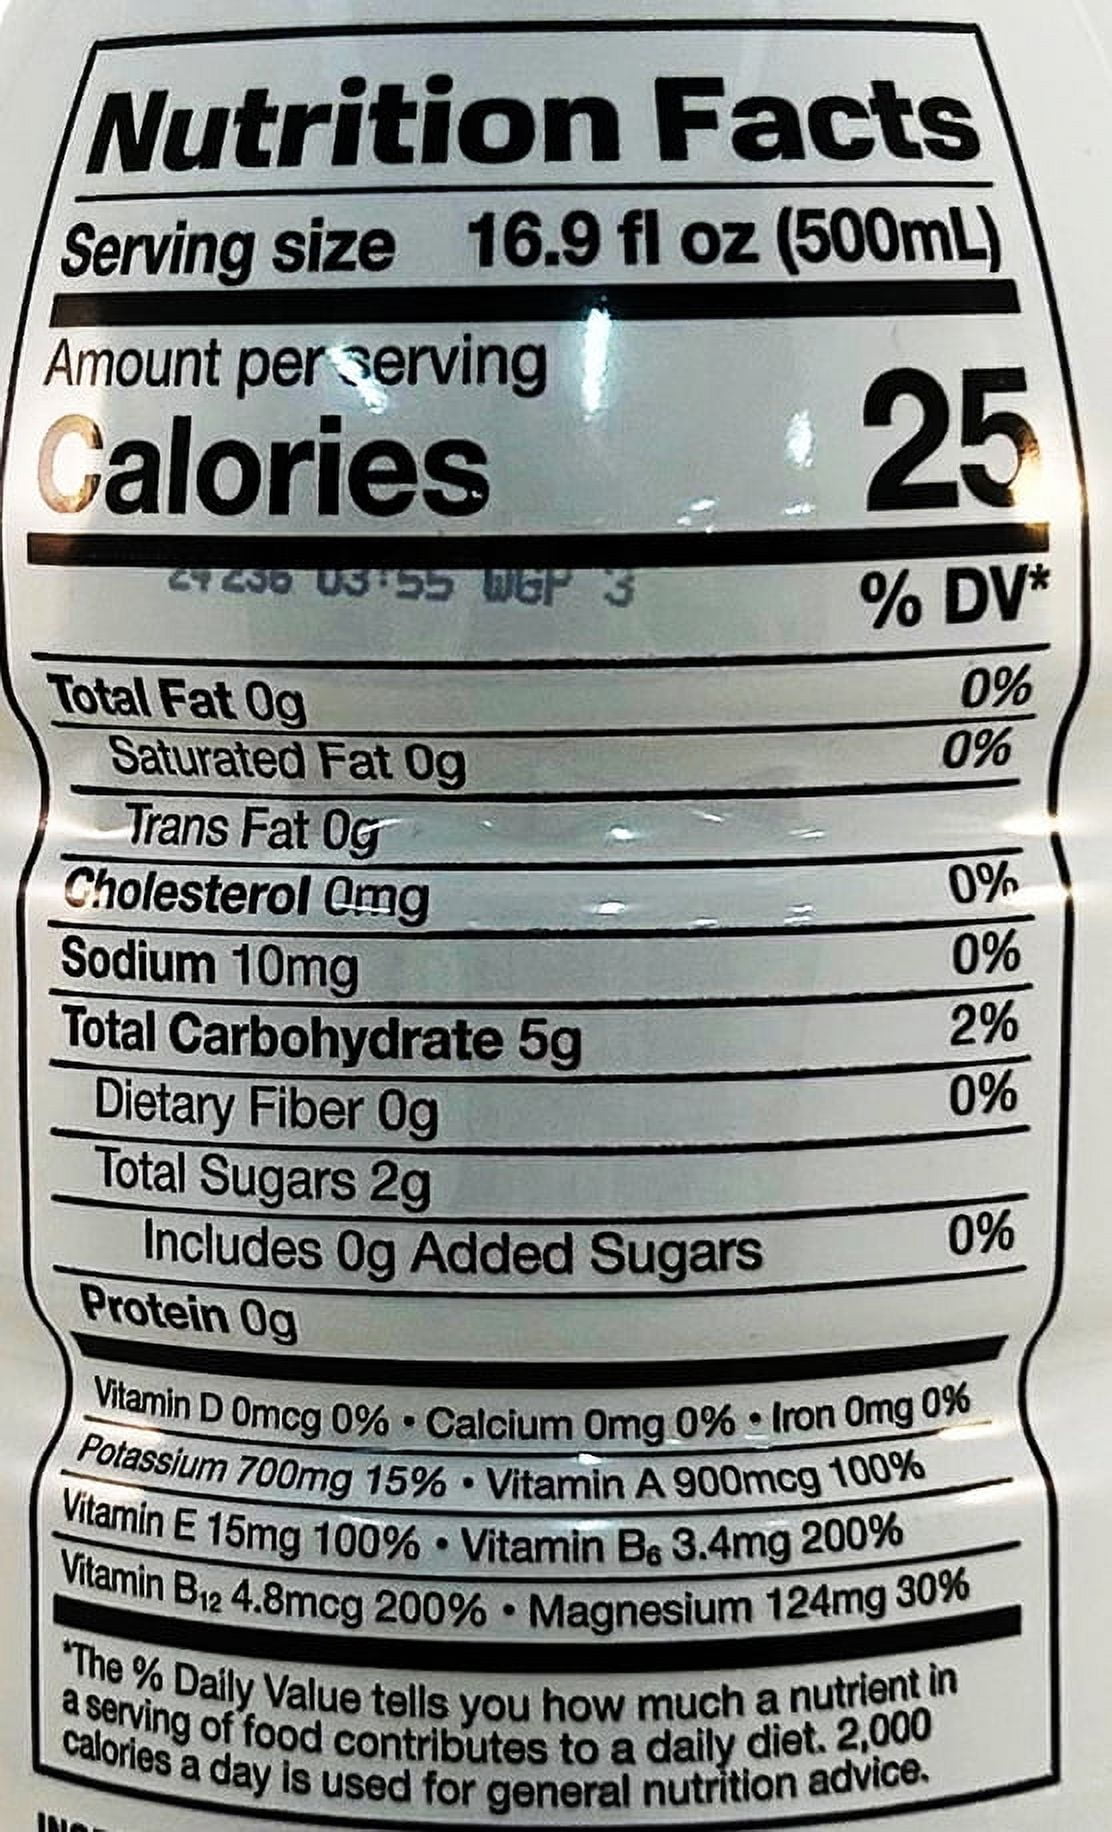 Nutrition Facts
Serving size 16.9 fl oz (500mL)
Amount per serving
Calories 25
24 236 03:55 WGP 3
% DV*
Total Fat 0g 0%
Saturated Fat 0g 0%
Trans Fat 0g
Cholesterol 0mg 0%
Sodium 10mg 0%
Total Carbohydrate 5g 2%
Dietary Fiber 0g 0%
Total Sugars 2g
Includes 0g Added Sugars 0%
Protein 0g
Vitamin D 0mcg 0% • Calcium 0mg 0% • Iron 0mg 0%
Potassium 700mg 15% • Vitamin A 900mcg 100%
Vitamin E 15mg 100% • Vitamin B₆ 3.4mg 200%
Vitamin B₁₂ 4.8mcg 200% • Magnesium 124mg 30%
*The % Daily Value tells you how much a nutrient in
a serving of food contributes to a daily diet. 2,000
calories a day is used for general nutrition advice.